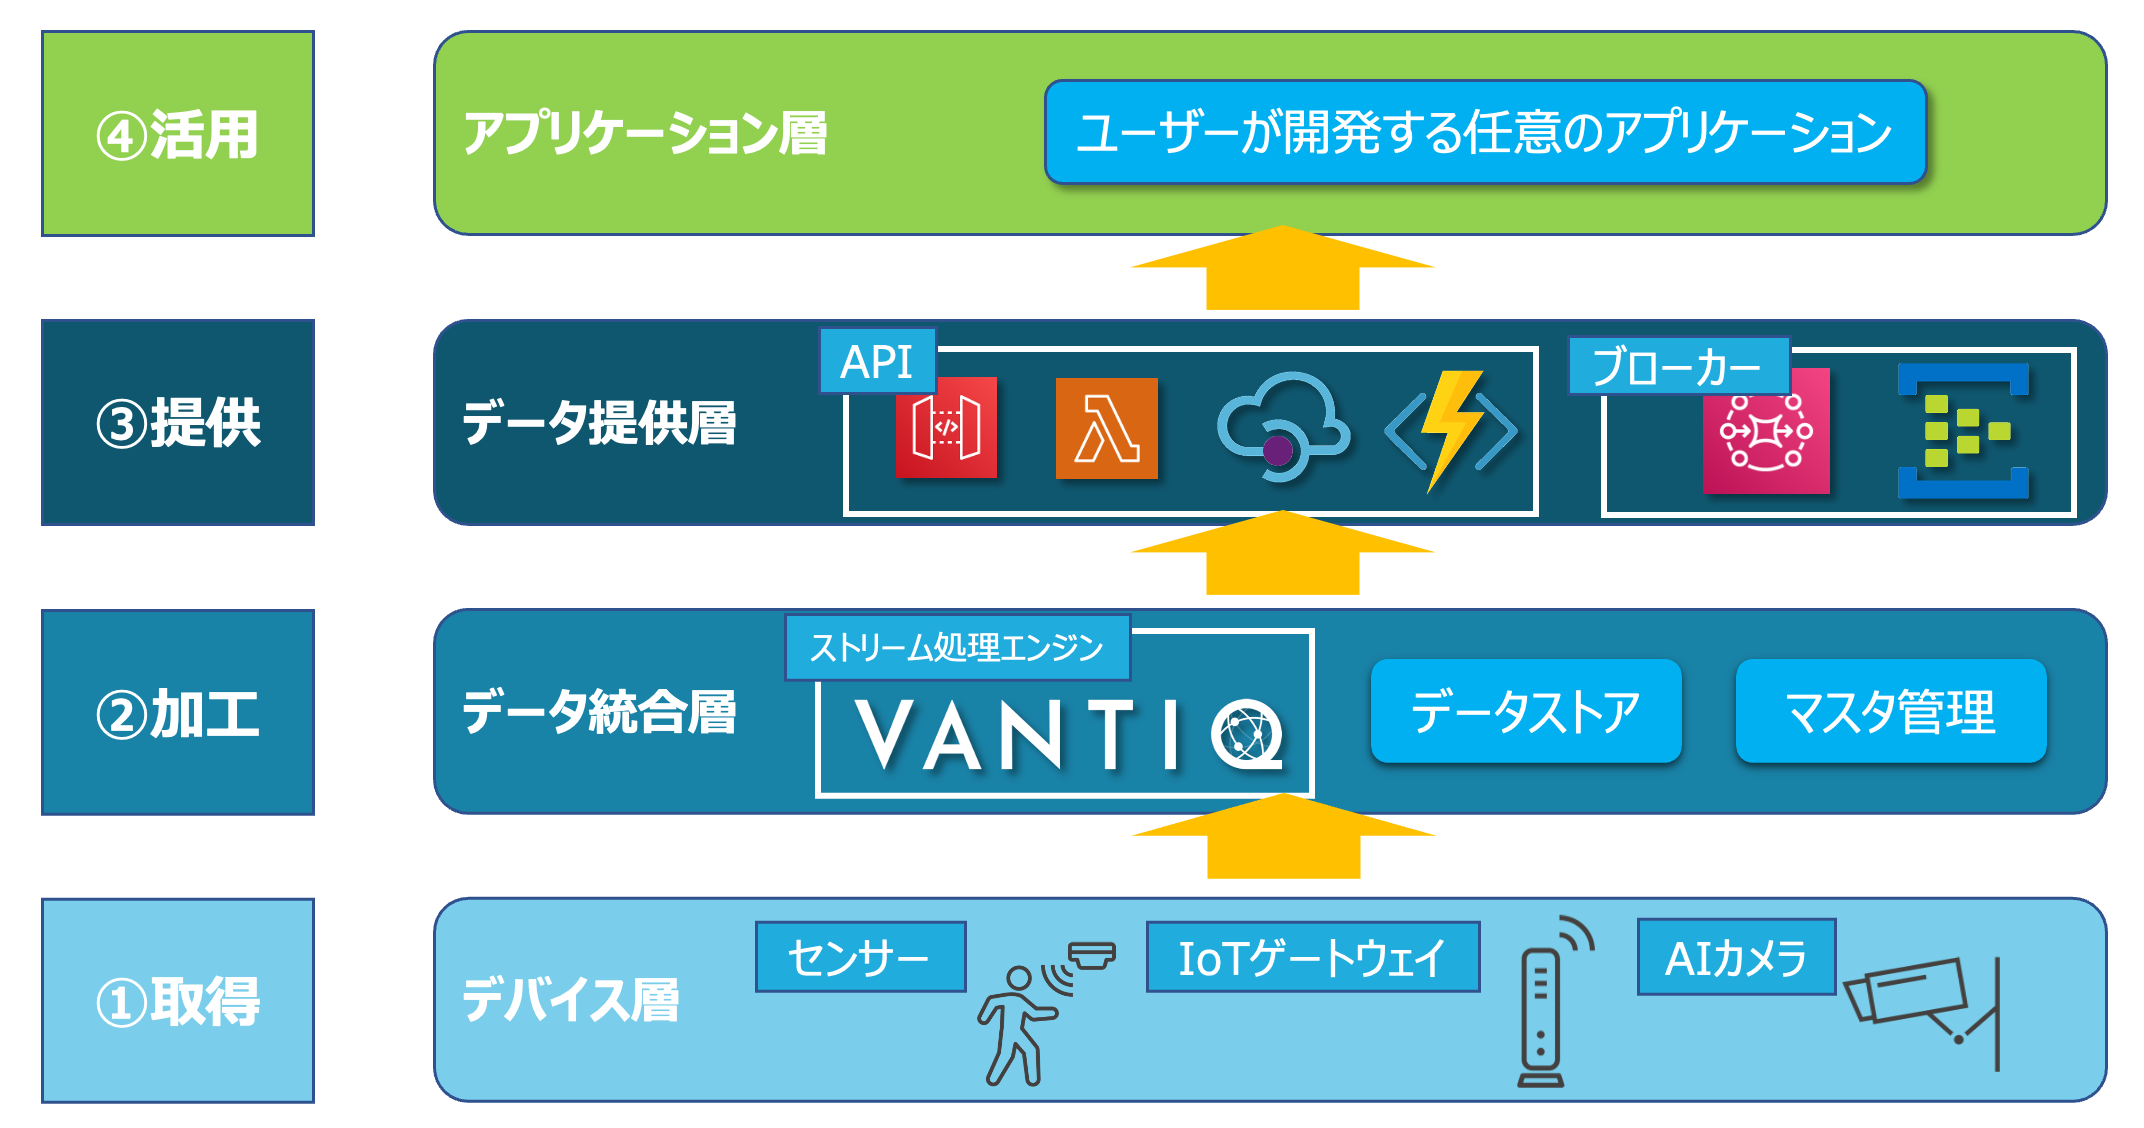 ④活用
アプリケーション層
ユーザーが開発する任意のアプリケーション
③提供
データ提供層
API
ブローカー
②加工
データ統合層
ストリーム処理エンジン
VANTIQ
データストア
マスタ管理
①取得
デバイス層
センサー
IoTゲートウェイ
AIカメラ